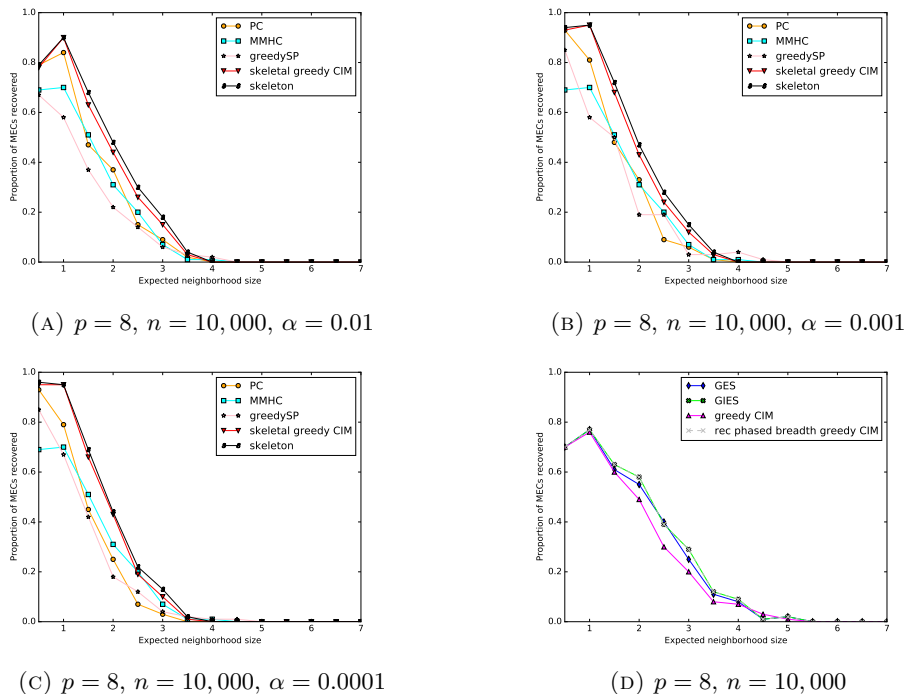 Proportion of MECs recovered
1.0
0.8
0.6
0.4
0.2
0.0
PC
MMHC
greedySP
skeletal greedy CIM
skeleton
1 2 3 4 5 6 7
Expected neighborhood size
(A) p = 8, n = 10,000, α = 0.01
Proportion of MECs recovered
1.0
0.8
0.6
0.4
0.2
0.0
PC
MMHC
greedySP
skeletal greedy CIM
skeleton
1 2 3 4 5 6 7
Expected neighborhood size
(B) p = 8, n = 10,000, α = 0.001
Proportion of MECs recovered
1.0
0.8
0.6
0.4
0.2
0.0
PC
MMHC
greedySP
skeletal greedy CIM
skeleton
1 2 3 4 5 6 7
Expected neighborhood size
(C) p = 8, n = 10,000, α = 0.0001
Proportion of MECs recovered
1.0
0.8
0.6
0.4
0.2
0.0
GES
GIES
greedy CIM
rec phased breadth greedy CIM
1 2 3 4 5 6 7
Expected neighborhood size
(D) p = 8, n = 10,000